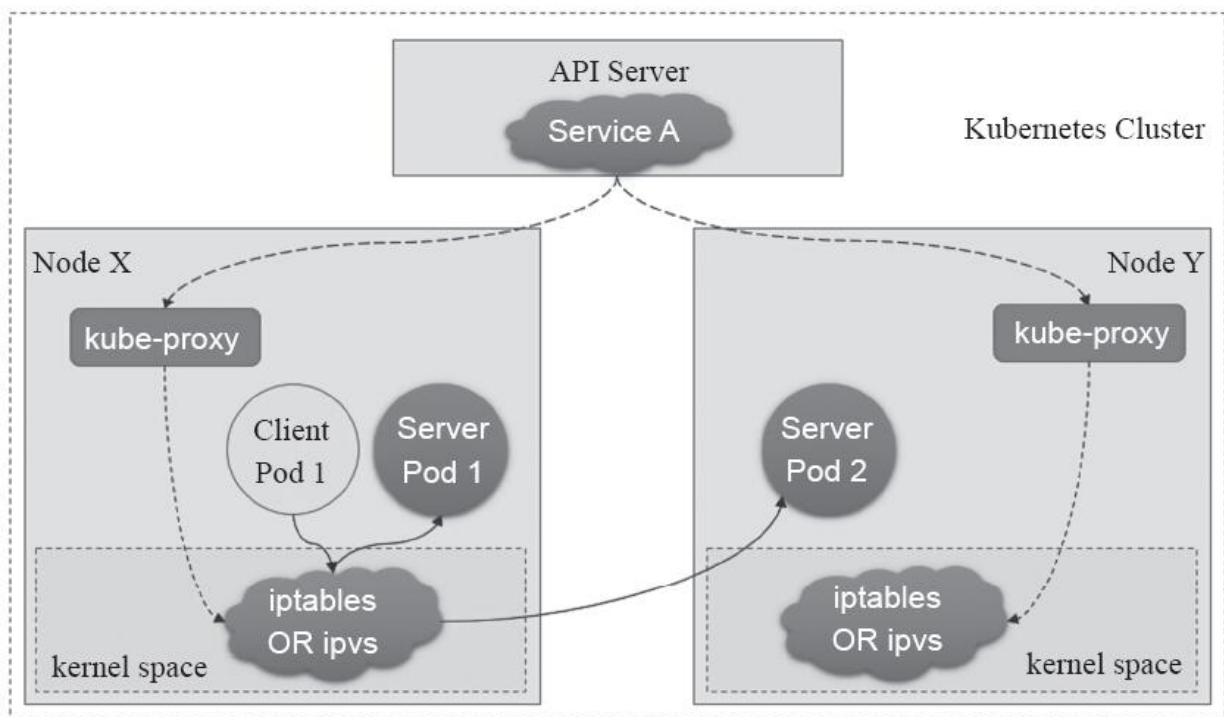 API Server
Service A
Kubernetes Cluster
Node X
Node Y
kube-proxy
kube-proxy
Client
Pod 1
Server
Pod 1
Server
Pod 2
iptables
OR ipvs
kernel space
iptables
OR ipvs
kernel space